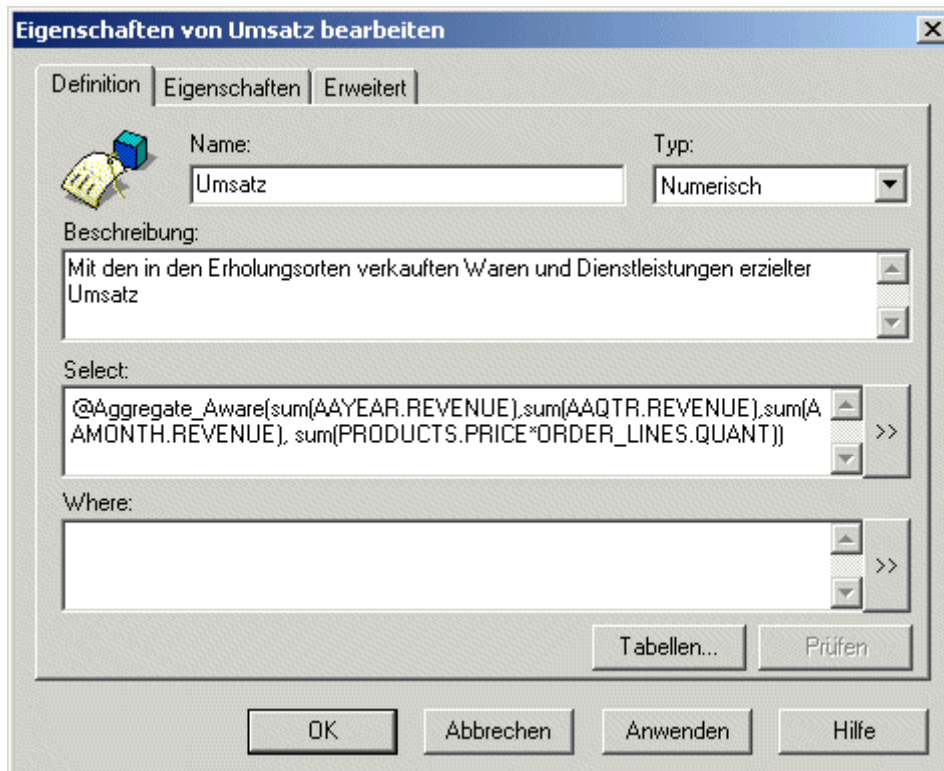 Eigenschaften von Umsatz bearbeiten
Definition Eigenschaften Erweitert
Name: Typ:
Umsatz Numerisch
Beschreibung:
Mit den in den Erholungsorten verkauften Waren und Dienstleistungen erzielter
Umsatz
Select:
@Aggregate_Aware(sum(AAYEAR.REVENUE),sum(AAQTR.REVENUE),sum(A
AMONTH.REVENUE), sum(PRODUCTS.PRICE*ORDER_LINES.QUANT))
>>
Where:
>>
Tabellen... Prüfen
OK Abbrechen Anwenden Hilfe